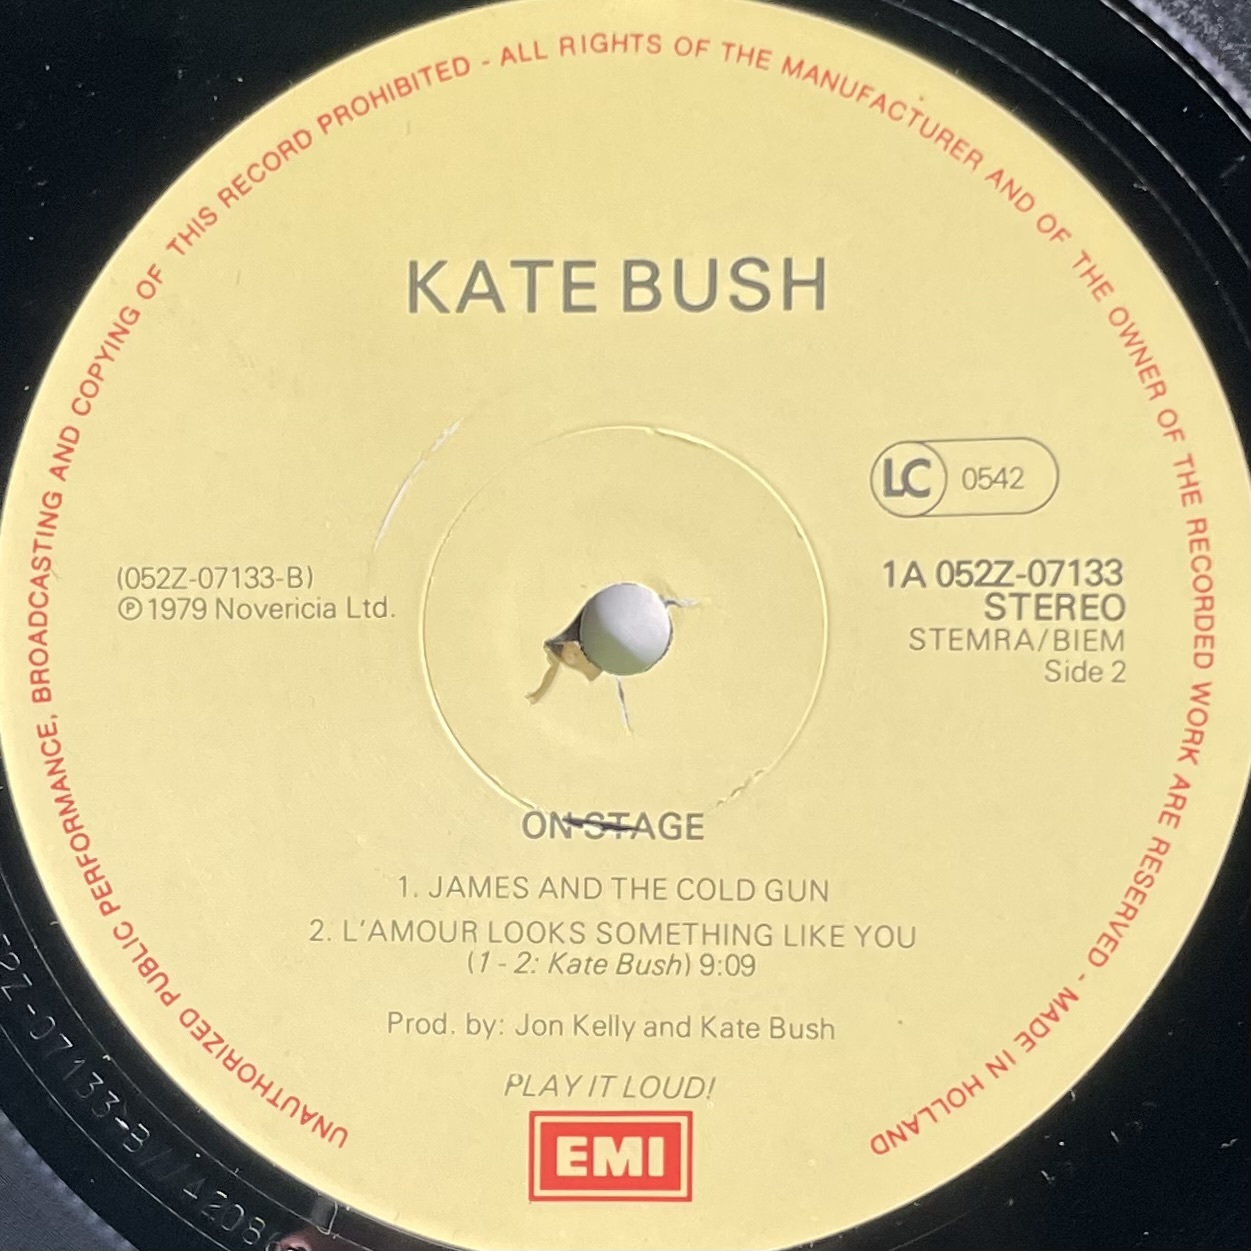 UNAUTHORIZED PUBLIC PERFORMANCE, BROADCASTING AND COPYING OF THIS RECORD PROHIBITED - ALL RIGHTS OF THE MANUFACTURER AND OF THE OWNER OF THE RECORDED WORK ARE RESERVED - MADE IN HOLLAND
KATE BUSH
LC 0542
(052Z-07133-B)
℗ 1979 Novericia Ltd.
1A 052Z-07133
STEREO
STEMRA/BIEM
Side 2
ON STAGE
1. JAMES AND THE COLD GUN
2. L'AMOUR LOOKS SOMETHING LIKE YOU
(1 - 2: Kate Bush) 9:09
Prod. by: Jon Kelly and Kate Bush
PLAY IT LOUD!
EMI
2Z-07133-B